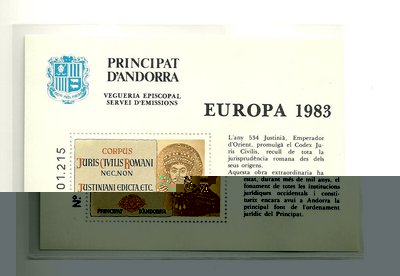 PRINCIPAT
D'ANDORRA
VEGUERIA EPISCOPAL
SERVEI D'EMISSIONS
EUROPA 1983
L'any 534 Justinià, Emperador
d'Orient, promulgà el Codex Ju-
ris Civilis, recull de tota la
jurisprudència romana des dels
seus orígens.
Aquesta obra extraordinaria ha
estat, durant més de mil anys, el
fonament de totes les institucions
jurídiques occidentals i consti-
tueix encara avui a Andorra la
principal font de l'ordenament
jurídic del Principat.
CORPUS
JURIS CIVILIS ROMANI
NEC NON
JUSTINIANI EDICTA, ETC.
PRINCIPAT D'ANDORRA
Nº 01.215